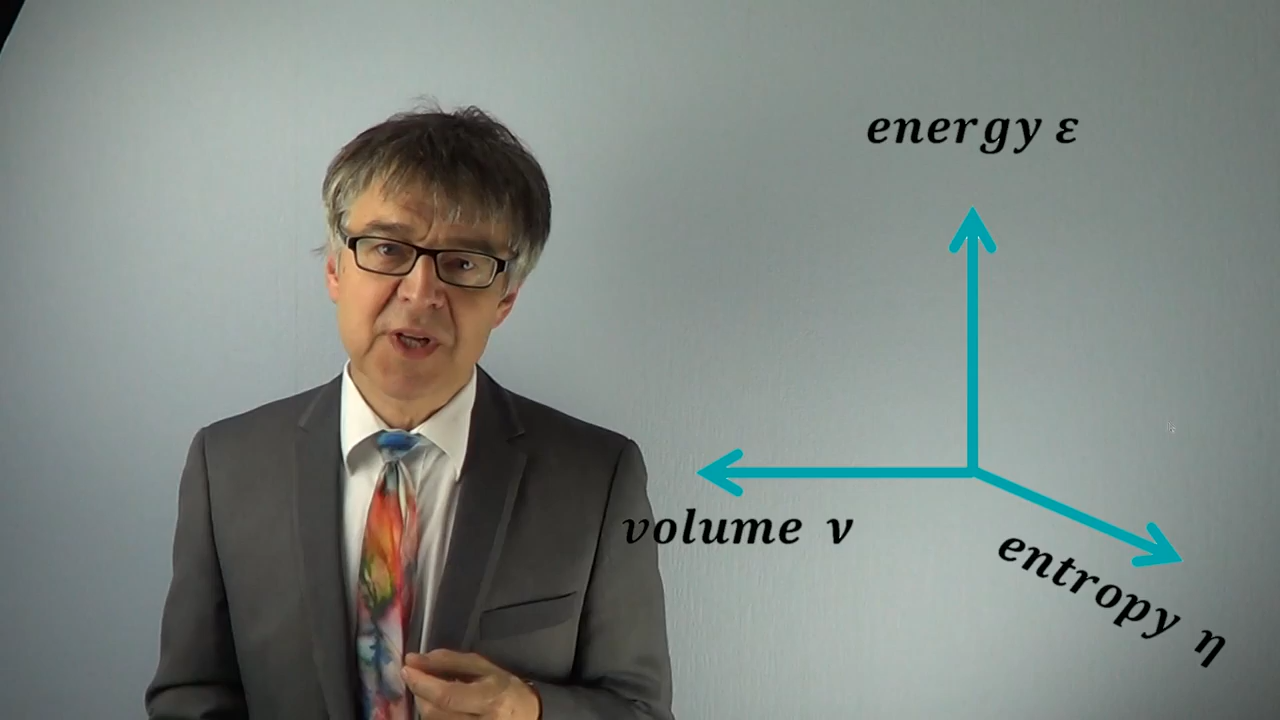 energy ε
volume ν
entropy η